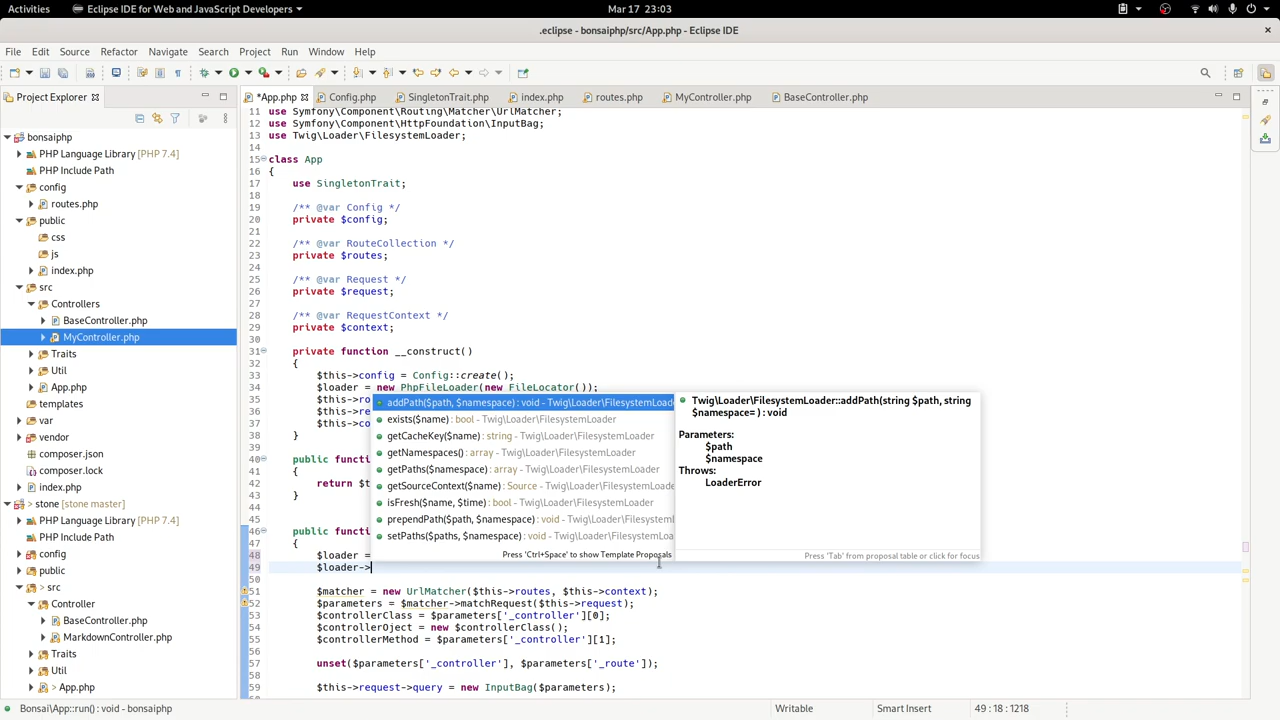 Activities
Eclipse IDE for Web and JavaScript Developers
Mar 17 23:03
.eclipse - bonsaiphp/src/App.php - Eclipse IDE
File Edit Source Refactor Navigate Search Project Run Window Help
Project Explorer
*App.php Config.php SingletonTrait.php index.php routes.php MyController.php BaseController.php
bonsaiphp
PHP Language Library [PHP 7.4]
PHP Include Path
config
routes.php
public
css
js
index.php
src
Controllers
BaseController.php
MyController.php
Traits
Util
App.php
templates
var
vendor
composer.json
composer.lock
index.php
> stone [stone master]
PHP Language Library [PHP 7.4]
PHP Include Path
config
public
> src
Controller
BaseController.php
MarkdownController.php
Traits
Util
> App.php
11 use Symfony\Component\Routing\Matcher\UrlMatcher;
12 use Symfony\Component\HttpFoundation\InputBag;
13 use Twig\Loader\FilesystemLoader;
14
15 class App
16 {
17 use SingletonTrait;
18
19 /** @var Config */
20 private $config;
21
22 /** @var RouteCollection */
23 private $routes;
24
25 /** @var Request */
26 private $request;
27
28 /** @var RequestContext */
29 private $context;
30
31 private function __construct()
32 {
33 $this->config = Config::create();
34 $loader = new PhpFileLoader(new FileLocator());
35 $this->ro
36 $this->re
37 $this->co
38 }
39
40 public functi
41 {
42 return $t
43 }
44
45
46 public functi
47 {
48 $loader =
49 $loader->
50
51 $matcher = new UrlMatcher($this->routes, $this->context);
52 $parameters = $matcher->matchRequest($this->request);
53 $controllerClass = $parameters['_controller'][0];
54 $controllerOject = new $controllerClass();
55 $controllerMethod = $parameters['_controller'][1];
56
57 unset($parameters['_controller'], $parameters['_route']);
58
59 $this->request->query = new InputBag($parameters);
addPath($path, $namespace) : void - Twig\Loader\FilesystemLoade
exists($name) : bool - Twig\Loader\FilesystemLoader
getCacheKey($name) : string - Twig\Loader\FilesystemLoader
getNamespaces() : array - Twig\Loader\FilesystemLoader
getPaths($namespace) : array - Twig\Loader\FilesystemLoader
getSourceContext($name) : Source - Twig\Loader\FilesystemLoa
isFresh($name, $time) : bool - Twig\Loader\FilesystemLoader
prependPath($path, $namespace) : void - Twig\Loader\Filesystem
setPaths($paths, $namespace) : void - Twig\Loader\FilesystemLoa
Press 'Ctrl+Space' to show Template Proposals
Twig\Loader\FilesystemLoader::addPath(string $path, string
$namespace= ) : void
Parameters:
$path
$namespace
Throws:
LoaderError
Press 'Tab' from proposal table or click for focus
Bonsai\App::run() : void - bonsaiphp
Writable
Smart Insert
49 : 18 : 1218